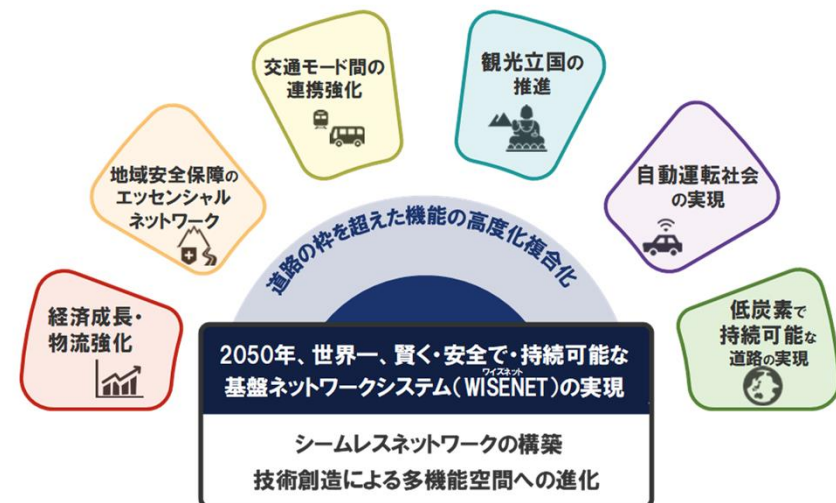 経済成長・
物流強化
地域安全保障の
エッセンシャル
ネットワーク
交通モード間の
連携強化
観光立国の
推進
自動運転社会
の実現
低炭素で
持続可能な
道路の実現
道路の枠を超えた機能の高度化複合化
2050年、世界一、賢く・安全で・持続可能な
ワイズネット
基盤ネットワークシステム(WISENET)の実現
シームレスネットワークの構築
技術創造による多機能空間への進化